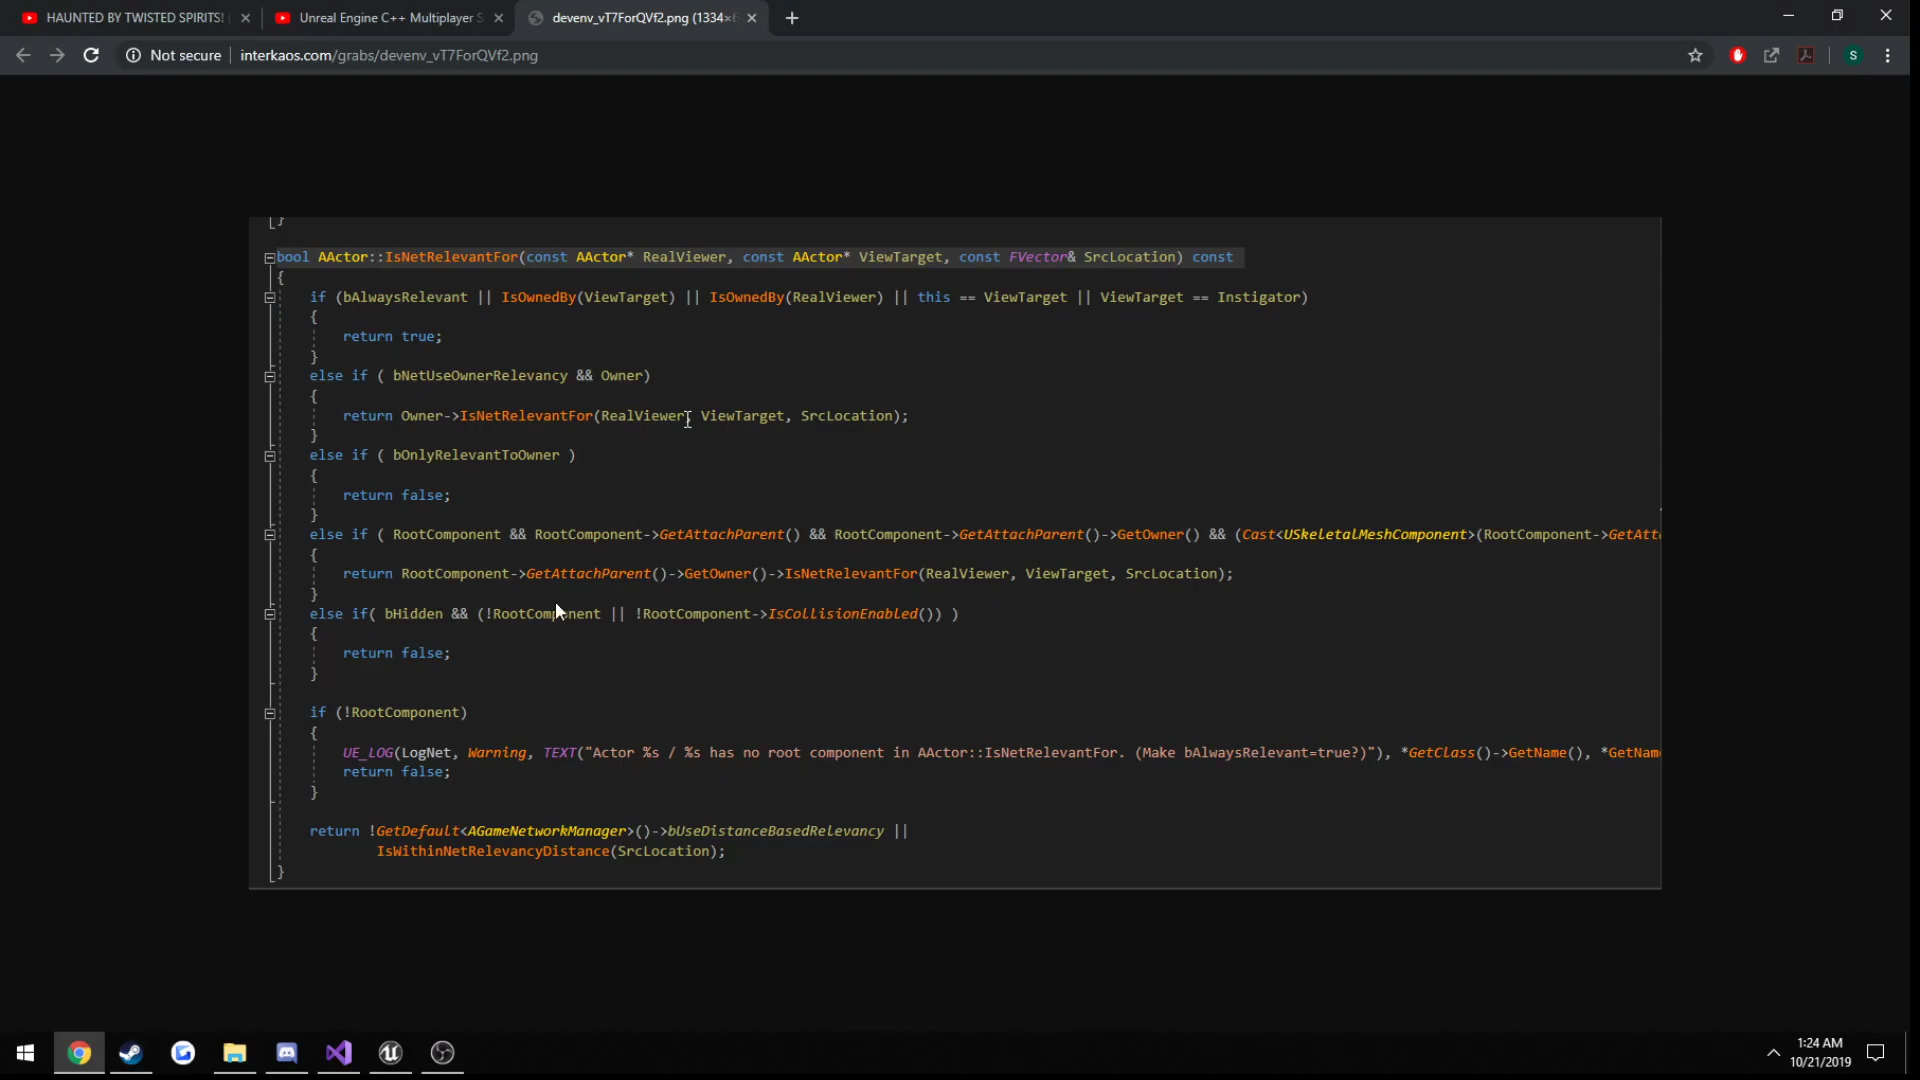 HAUNTED BY TWISTED SPIRITS! (
Unreal Engine C++ Multiplayer S
devenv_vT7ForQVf2.png (1334×6
Not secure
interkaos.com/grabs/devenv_vT7ForQVf2.png
S
}
bool AActor::IsNetRelevantFor(const AActor* RealViewer, const AActor* ViewTarget, const FVector& SrcLocation) const
{
if (bAlwaysRelevant || IsOwnedBy(ViewTarget) || IsOwnedBy(RealViewer) || this == ViewTarget || ViewTarget == Instigator)
{
return true;
}
else if ( bNetUseOwnerRelevancy && Owner)
{
return Owner->IsNetRelevantFor(RealViewer, ViewTarget, SrcLocation);
}
else if ( bOnlyRelevantToOwner )
{
return false;
}
else if ( RootComponent && RootComponent->GetAttachParent() && RootComponent->GetAttachParent()->GetOwner() && (Cast<USkeletalMeshComponent>(RootComponent->GetAtt
{
return RootComponent->GetAttachParent()->GetOwner()->IsNetRelevantFor(RealViewer, ViewTarget, SrcLocation);
}
else if( bHidden && (!RootComponent || !RootComponent->IsCollisionEnabled()) )
{
return false;
}
if (!RootComponent)
{
UE_LOG(LogNet, Warning, TEXT("Actor %s / %s has no root component in AActor::IsNetRelevantFor. (Make bAlwaysRelevant=true?)"), *GetClass()->GetName(), *GetNam
return false;
}
return !GetDefault<AGameNetworkManager>()->bUseDistanceBasedRelevancy ||
IsWithinNetRelevancyDistance(SrcLocation);
}
1:24 AM
10/21/2019